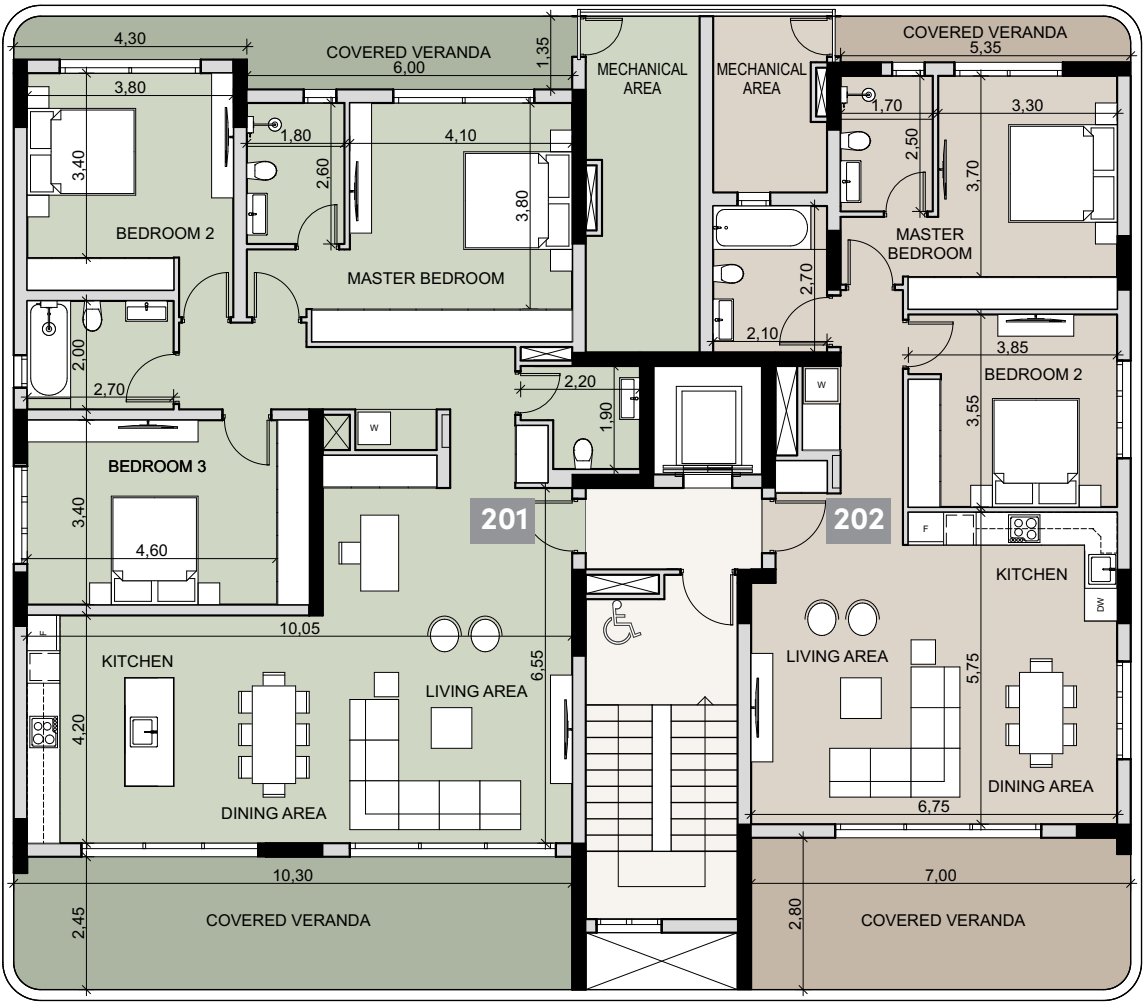 4,30
COVERED VERANDA
6,00
1,35
3,80
3,40
BEDROOM 2
1,80
2,60
4,10
3,80
MASTER BEDROOM
MECHANICAL
AREA
MECHANICAL
AREA
COVERED VERANDA
5,35
1,70
2,50
3,30
3,70
MASTER
BEDROOM
2,70
2,10
2,00
2,70
2,20
1,90
W
W
3,85
BEDROOM 2
3,55
BEDROOM 3
3,40
4,60
201
202
F
KITCHEN
DW
10,05
F
KITCHEN
4,20
LIVING AREA
6,55
DINING AREA
LIVING AREA
5,75
DINING AREA
6,75
10,30
2,45
COVERED VERANDA
7,00
2,80
COVERED VERANDA